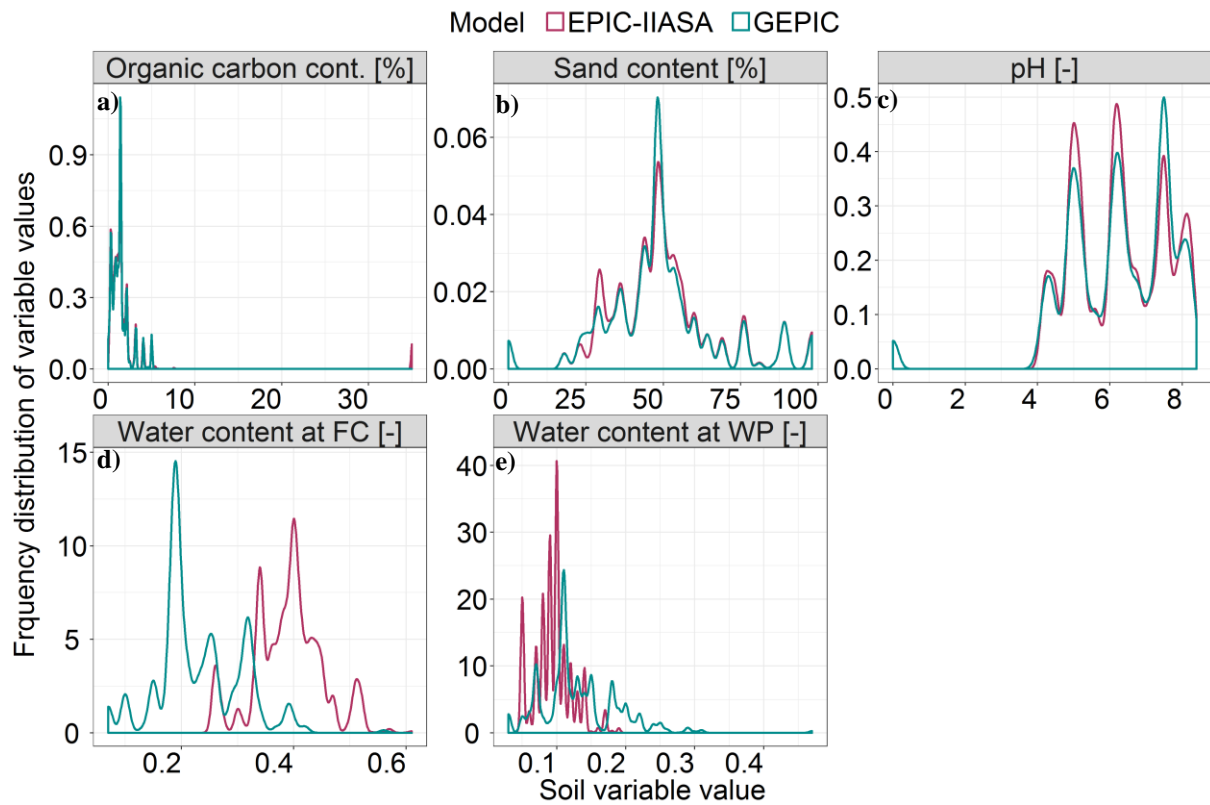 Model EPIC-IIASA GEPIC
Organic carbon cont. [%]
Sand content [%]
pH [-]
a)
b)
c)
0.9
0.6
0.3
0.0
0.06
0.04
0.02
0.00
0.5
0.4
0.3
0.2
0.1
0.0
0 10 20 30
0 25 50 75 100
0 2 4 6 8
Water content at FC [-]
Water content at WP [-]
d)
e)
15
10
5
0
40
30
20
10
0
0.2 0.4 0.6
0.1 0.2 0.3 0.4
Frquency distribution of variable values
Soil variable value